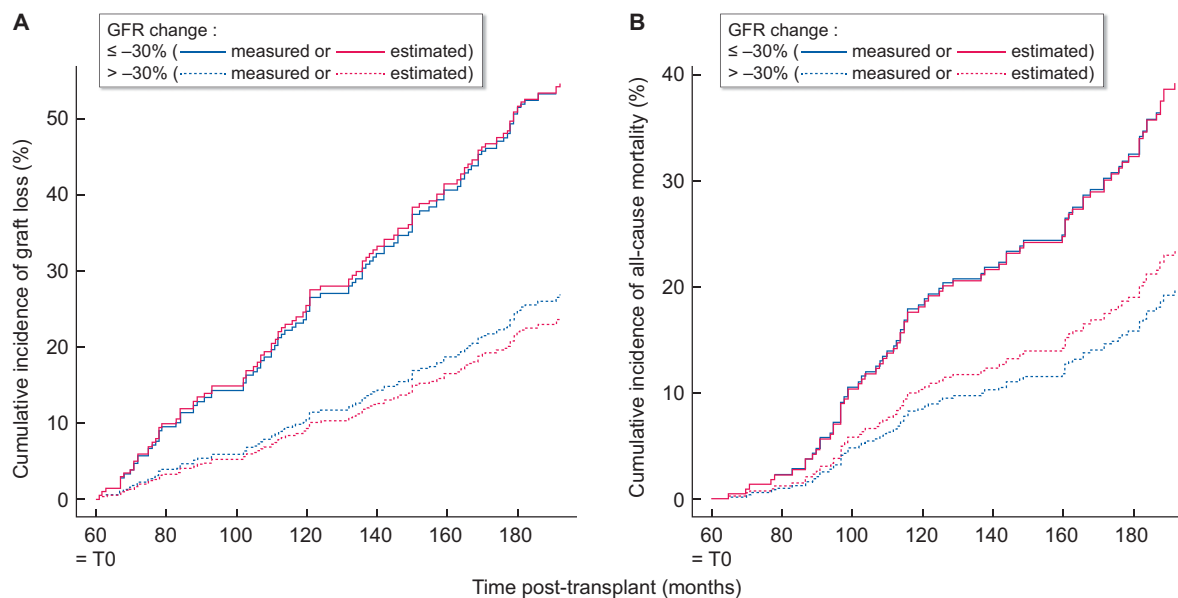 A
GFR change :
≤ –30% ( measured or estimated)
> –30% ( measured or estimated)
Cumulative incidence of graft loss (%)
50
40
30
20
10
0
60 80 100 120 140 160 180
= T0
B
GFR change :
≤ –30% ( measured or estimated)
> –30% ( measured or estimated)
Cumulative incidence of all-cause mortality (%)
40
30
20
10
0
60 80 100 120 140 160 180
= T0
Time post-transplant (months)